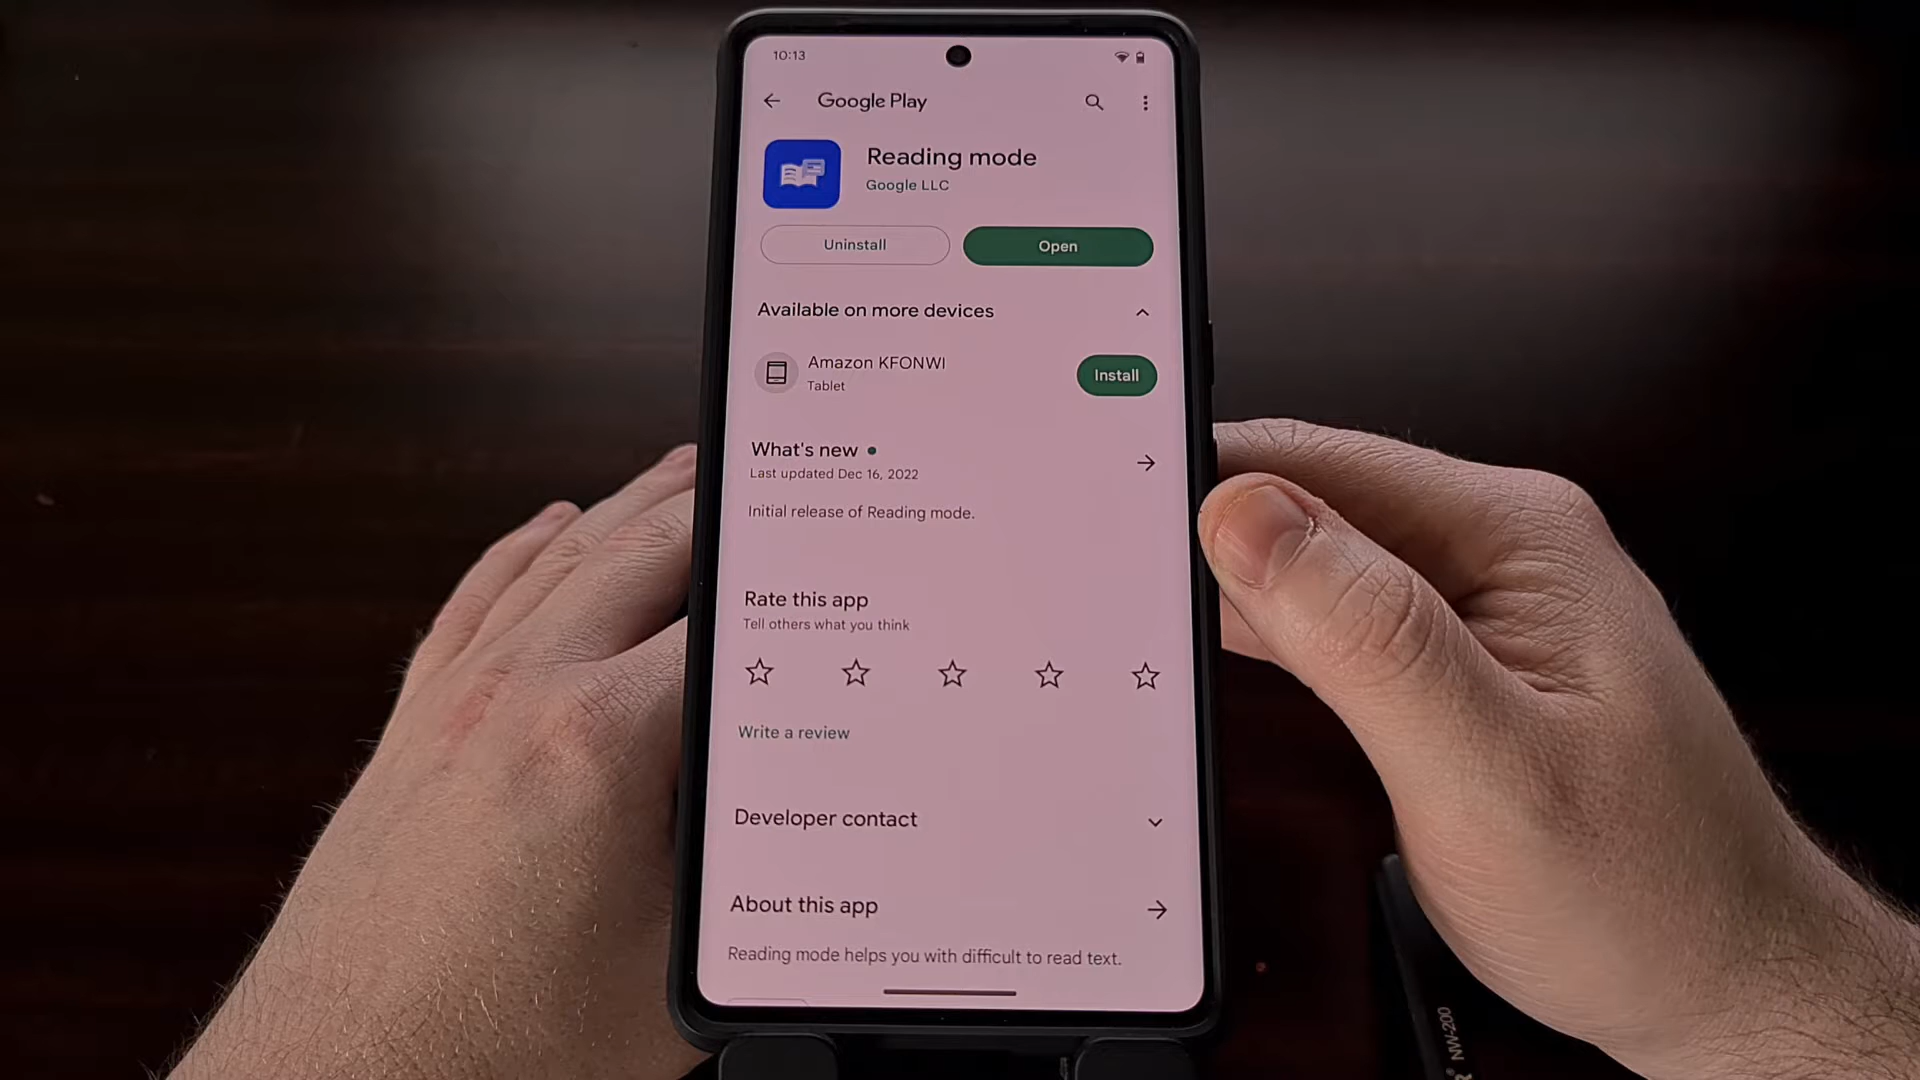 10:13
Google Play
Reading mode
Google LLC
Uninstall
Open
Available on more devices
Amazon KFONWI
Tablet
Install
What's new
Last updated Dec 16, 2022
Initial release of Reading mode.
Rate this app
Tell others what you think
Write a review
Developer contact
About this app
Reading mode helps you with difficult to read text.
NW-200